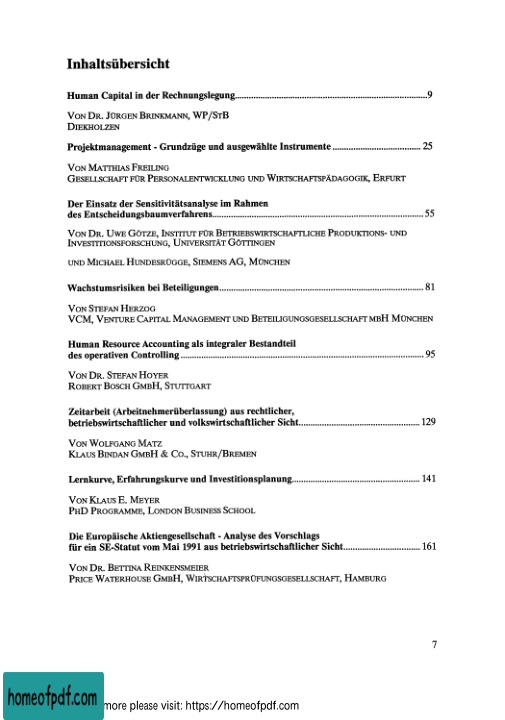 Inhaltsübersicht
Human Capital in der Rechnungslegung..........................................................................9
VON DR. JÜRGEN BRINKMANN, WP/STB
DIEKHOLZEN
Projektmanagement - Grundzüge und ausgewählte Instrumente .................................. 25
VON MATTHIAS FREILING
GESELLSCHAFT FÜR PERSONALENTWICKLUNG UND WIRTSCHAFTSPÄDAGOGIK, ERFURT
Der Einsatz der Sensitivitätsanalyse im Rahmen
des Entscheidungsbaumverfahrens................................................................................. 55
VON DR. UWE GÖTZE, INSTITUT FÜR BETRIEBSWIRTSCHAFTLICHE PRODUKTIONS- UND
INVESTITIONSFORSCHUNG, UNIVERSITÄT GÖTTINGEN
UND MICHAEL HUNDESRÜGGE, SIEMENS AG, MÜNCHEN
Wachstumsrisiken bei Beteiligungen............................................................................... 81
VON STEFAN HERZOG
VCM, VENTURE CAPITAL MANAGEMENT UND BETEILIGUNGSGESELLSCHAFT MBH MÜNCHEN
Human Resource Accounting als integraler Bestandteil
des operativen Controlling .............................................................................................. 95
VON DR. STEFAN HOYER
ROBERT BOSCH GMBH, STUTTGART
Zeitarbeit (Arbeitnehmerüberlassung) aus rechtlicher,
betriebswirtschaftlicher und volkswirtschaftlicher Sicht.............................................. 129
VON WOLFGANG MATZ
KLAUS BINDAN GMBH & CO., STUHR/BREMEN
Lernkurve, Erfahrungskurve und Investitionsplanung................................................. 141
VON KLAUS E. MEYER
PHD PROGRAMME, LONDON BUSINESS SCHOOL
Die Europäische Aktiengesellschaft - Analyse des Vorschlags
für ein SE-Statut vom Mai 1991 aus betriebswirtschaftlicher Sicht.............................. 161
VON DR. BETTINA REINKENSMEIER
PRICE WATERHOUSE GMBH, WIRTSCHAFTSPRÜFUNGSGESELLSCHAFT, HAMBURG
7
homeofpdf.com
more please visit: https://homeofpdf.com